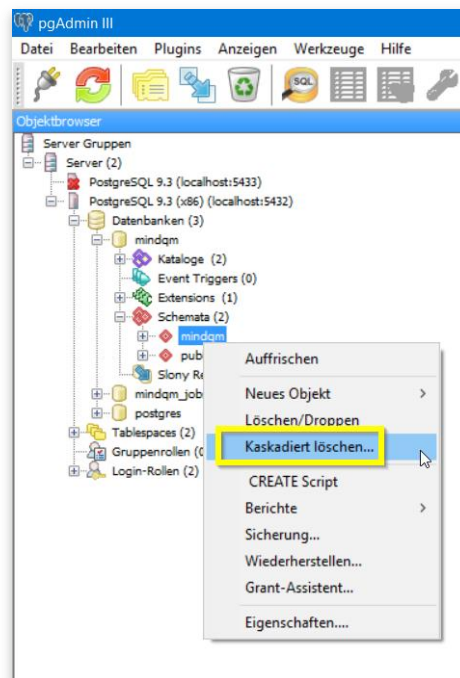 pgAdmin III
Datei Bearbeiten Plugins Anzeigen Werkzeuge Hilfe
SQL
Objektbrowser
Server Gruppen
Server (2)
PostgreSQL 9.3 (localhost:5433)
PostgreSQL 9.3 (x86) (localhost:5432)
Datenbanken (3)
mindqm
Kataloge (2)
Event Triggers (0)
Extensions (1)
Schemata (2)
mindqm
pub
Slony Re
mindqm_job
postgres
Tablespaces (2)
Gruppenrollen (0
Login-Rollen (2)
Auffrischen
Neues Objekt
Löschen/Droppen
Kaskadiert löschen...
CREATE Script
Berichte
Sicherung...
Wiederherstellen...
Grant-Assistent...
Eigenschaften....